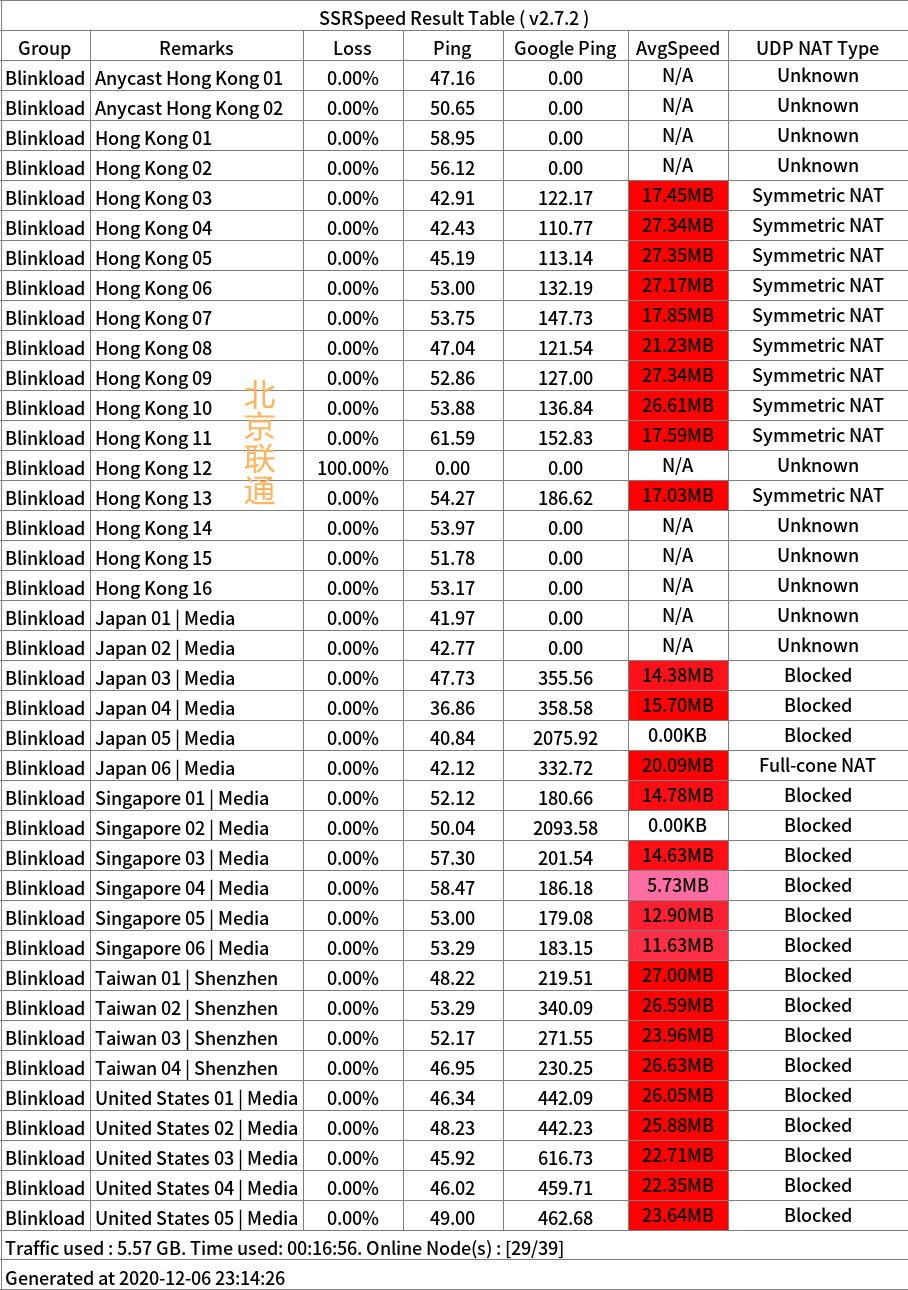 SSRSpeed Result Table ( v2.7.2 )
Group Remarks Loss Ping Google Ping AvgSpeed UDP NAT Type
Blinkload Anycast Hong Kong 01 0.00% 47.16 0.00 N/A Unknown
Blinkload Anycast Hong Kong 02 0.00% 50.65 0.00 N/A Unknown
Blinkload Hong Kong 01 0.00% 58.95 0.00 N/A Unknown
Blinkload Hong Kong 02 0.00% 56.12 0.00 N/A Unknown
Blinkload Hong Kong 03 0.00% 42.91 122.17 17.45MB Symmetric NAT
Blinkload Hong Kong 04 0.00% 42.43 110.77 27.34MB Symmetric NAT
Blinkload Hong Kong 05 0.00% 45.19 113.14 27.35MB Symmetric NAT
Blinkload Hong Kong 06 0.00% 53.00 132.19 27.17MB Symmetric NAT
Blinkload Hong Kong 07 0.00% 53.75 147.73 17.85MB Symmetric NAT
Blinkload Hong Kong 08 0.00% 47.04 121.54 21.23MB Symmetric NAT
Blinkload Hong Kong 09 0.00% 52.86 127.00 27.34MB Symmetric NAT
Blinkload Hong Kong 10 0.00% 53.88 136.84 26.61MB Symmetric NAT
Blinkload Hong Kong 11 0.00% 61.59 152.83 17.59MB Symmetric NAT
Blinkload Hong Kong 12 100.00% 0.00 0.00 N/A Unknown
Blinkload Hong Kong 13 0.00% 54.27 186.62 17.03MB Symmetric NAT
Blinkload Hong Kong 14 0.00% 53.97 0.00 N/A Unknown
Blinkload Hong Kong 15 0.00% 51.78 0.00 N/A Unknown
Blinkload Hong Kong 16 0.00% 53.17 0.00 N/A Unknown
Blinkload Japan 01 | Media 0.00% 41.97 0.00 N/A Unknown
Blinkload Japan 02 | Media 0.00% 42.77 0.00 N/A Unknown
Blinkload Japan 03 | Media 0.00% 47.73 355.56 14.38MB Blocked
Blinkload Japan 04 | Media 0.00% 36.86 358.58 15.70MB Blocked
Blinkload Japan 05 | Media 0.00% 40.84 2075.92 0.00KB Blocked
Blinkload Japan 06 | Media 0.00% 42.12 332.72 20.09MB Full-cone NAT
Blinkload Singapore 01 | Media 0.00% 52.12 180.66 14.78MB Blocked
Blinkload Singapore 02 | Media 0.00% 50.04 2093.58 0.00KB Blocked
Blinkload Singapore 03 | Media 0.00% 57.30 201.54 14.63MB Blocked
Blinkload Singapore 04 | Media 0.00% 58.47 186.18 5.73MB Blocked
Blinkload Singapore 05 | Media 0.00% 53.00 179.08 12.90MB Blocked
Blinkload Singapore 06 | Media 0.00% 53.29 183.15 11.63MB Blocked
Blinkload Taiwan 01 | Shenzhen 0.00% 48.22 219.51 27.00MB Blocked
Blinkload Taiwan 02 | Shenzhen 0.00% 53.29 340.09 26.59MB Blocked
Blinkload Taiwan 03 | Shenzhen 0.00% 52.17 271.55 23.96MB Blocked
Blinkload Taiwan 04 | Shenzhen 0.00% 46.95 230.25 26.63MB Blocked
Blinkload United States 01 | Media 0.00% 46.34 442.09 26.05MB Blocked
Blinkload United States 02 | Media 0.00% 48.23 442.23 25.88MB Blocked
Blinkload United States 03 | Media 0.00% 45.92 616.73 22.71MB Blocked
Blinkload United States 04 | Media 0.00% 46.02 459.71 22.35MB Blocked
Blinkload United States 05 | Media 0.00% 49.00 462.68 23.64MB Blocked
Traffic used : 5.57 GB. Time used: 00:16:56. Online Node(s) : [29/39]
Generated at 2020-12-06 23:14:26
北京联通